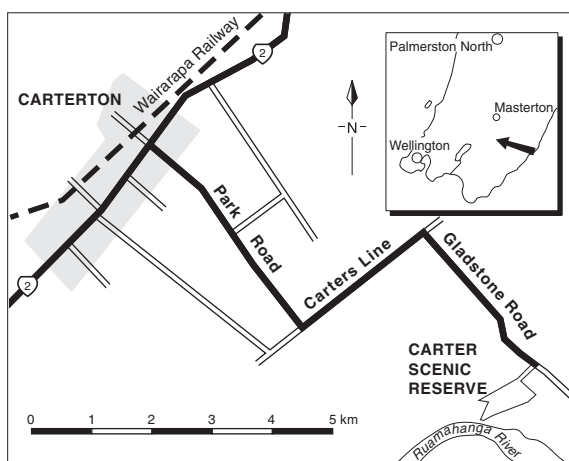 2
Wairarapa Railway
CARTERTON
N
Palmerston North
Masterton
Wellington
Park
Road
Carters Line
Gladstone Road
2
CARTER
SCENIC
RESERVE
Ruamahanga River
0 1 2 3 4 5 km